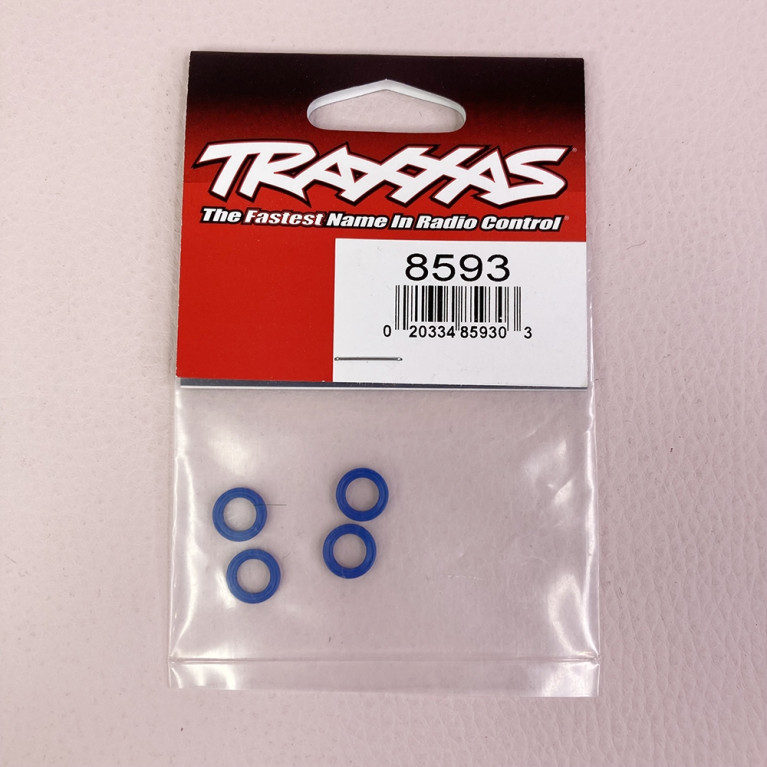 TRAXXAS
The Fastest Name In Radio Control
8593
0 20334 85930 3